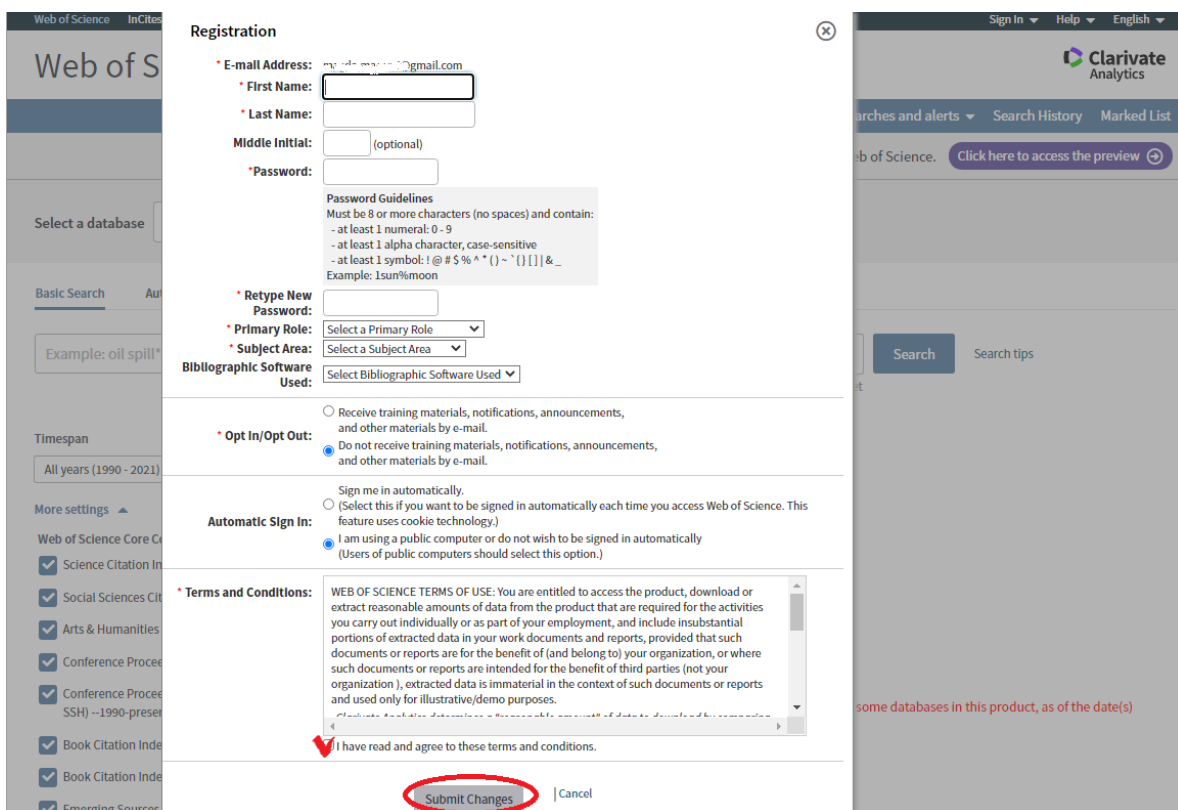 Web of Science InCites
Sign In Help English
Web of S
Clarivate
Analytics
arches and alerts Search History Marked List
eb of Science. Click here to access the preview
Registration
* E-mail Address: @gmail.com
* First Name:
* Last Name:
Middle Initial: (optional)
*Password:
Password Guidelines
Must be 8 or more characters (no spaces) and contain:
- at least 1 numeral: 0 - 9
- at least 1 alpha character, case-sensitive
- at least 1 symbol: ! @ # $ % ^ * ( ) ~ ` { } [ ] | & _
Example: 1sun%moon
* Retype New
Password:
* Primary Role: Select a Primary Role
* Subject Area: Select a Subject Area
Bibliographic Software
Used: Select Bibliographic Software Used
* Opt In/Opt Out:
Receive training materials, notifications, announcements,
and other materials by e-mail.
Do not receive training materials, notifications, announcements,
and other materials by e-mail.
Automatic Sign In:
Sign me in automatically.
(Select this if you want to be signed in automatically each time you access Web of Science. This
feature uses cookie technology.)
I am using a public computer or do not wish to be signed in automatically
(Users of public computers should select this option.)
* Terms and Conditions:
WEB OF SCIENCE TERMS OF USE: You are entitled to access the product, download or
extract reasonable amounts of data from the product that are required for the activities
you carry out individually or as part of your employment, and include insubstantial
portions of extracted data in your work documents and reports, provided that such
documents or reports are for the benefit of (and belong to) your organization, or where
such documents or reports are intended for the benefit of third parties (not your
organization ), extracted data is immaterial in the context of such documents or reports
and used only for illustrative/demo purposes.
Clarivate Analytics determines a "reasonable amount" of data to download by comparing
I have read and agree to these terms and conditions.
Submit Changes
Cancel
Select a database
Basic Search Aut
Example: oil spill*
Search
Search tips
et
Timespan
All years (1990 - 2021)
More settings
Web of Science Core Co
Science Citation In
Social Sciences Cit
Arts & Humanities
Conference Procee
Conference Procee
SSH) --1990-presen
Book Citation Inde
Book Citation Inde
Emerging Sources
some databases in this product, as of the date(s)